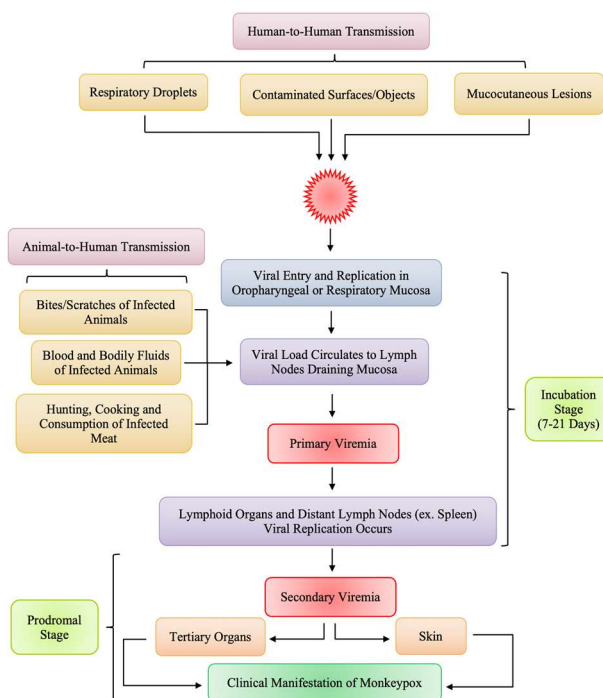 Human-to-Human Transmission
Respiratory Droplets
Contaminated Surfaces/Objects
Mucocutaneous Lesions
Animal-to-Human Transmission
Bites/Scratches of Infected
Animals
Blood and Bodily Fluids
of Infected Animals
Hunting, Cooking and
Consumption of Infected
Meat
Viral Entry and Replication in
Oropharyngeal or Respiratory Mucosa
Viral Load Circulates to Lymph
Nodes Draining Mucosa
Primary Viremia
Lymphoid Organs and Distant Lymph Nodes (ex. Spleen)
Viral Replication Occurs
Incubation
Stage
(7-21 Days)
Secondary Viremia
Prodromal
Stage
Tertiary Organs
Skin
Clinical Manifestation of Monkeypox